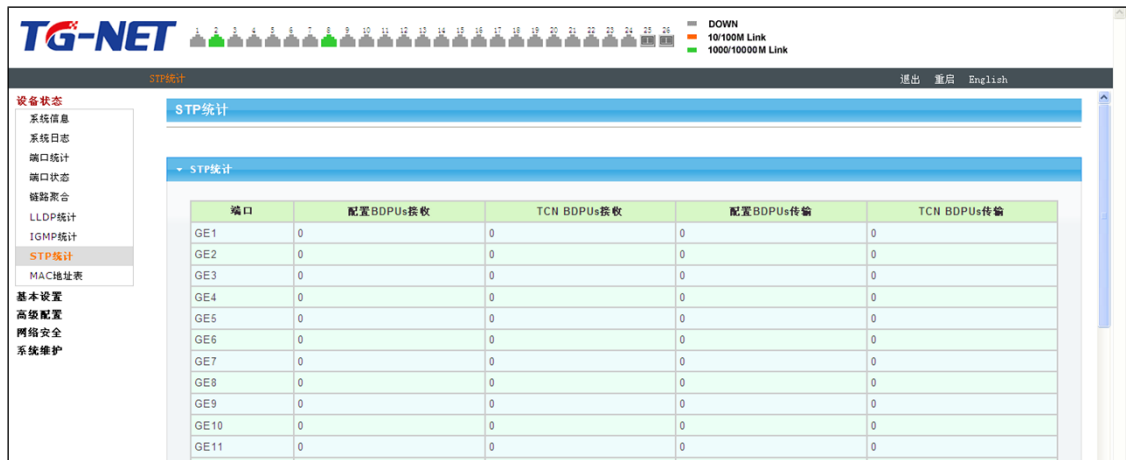 TG-NET
1 2 3 4 5 6 7 8 9 10 11 12 13 14 15 16 17 18 19 20 21 22 23 24 25 26
DOWN
10/100M Link
1000/10000M Link
STP统计 退出 重启 English
设备状态
系统信息
系统日志
端口统计
端口状态
链路聚合
LLDP统计
IGMP统计
STP统计
MAC地址表
基本设置
高级配置
网络安全
系统维护
STP统计
STP统计
端口 配置BDPUs接收 TCN BDPUs接收 配置BDPUs传输 TCN BDPUs传输
GE1 0 0 0 0
GE2 0 0 0 0
GE3 0 0 0 0
GE4 0 0 0 0
GE5 0 0 0 0
GE6 0 0 0 0
GE7 0 0 0 0
GE8 0 0 0 0
GE9 0 0 0 0
GE10 0 0 0 0
GE11 0 0 0 0